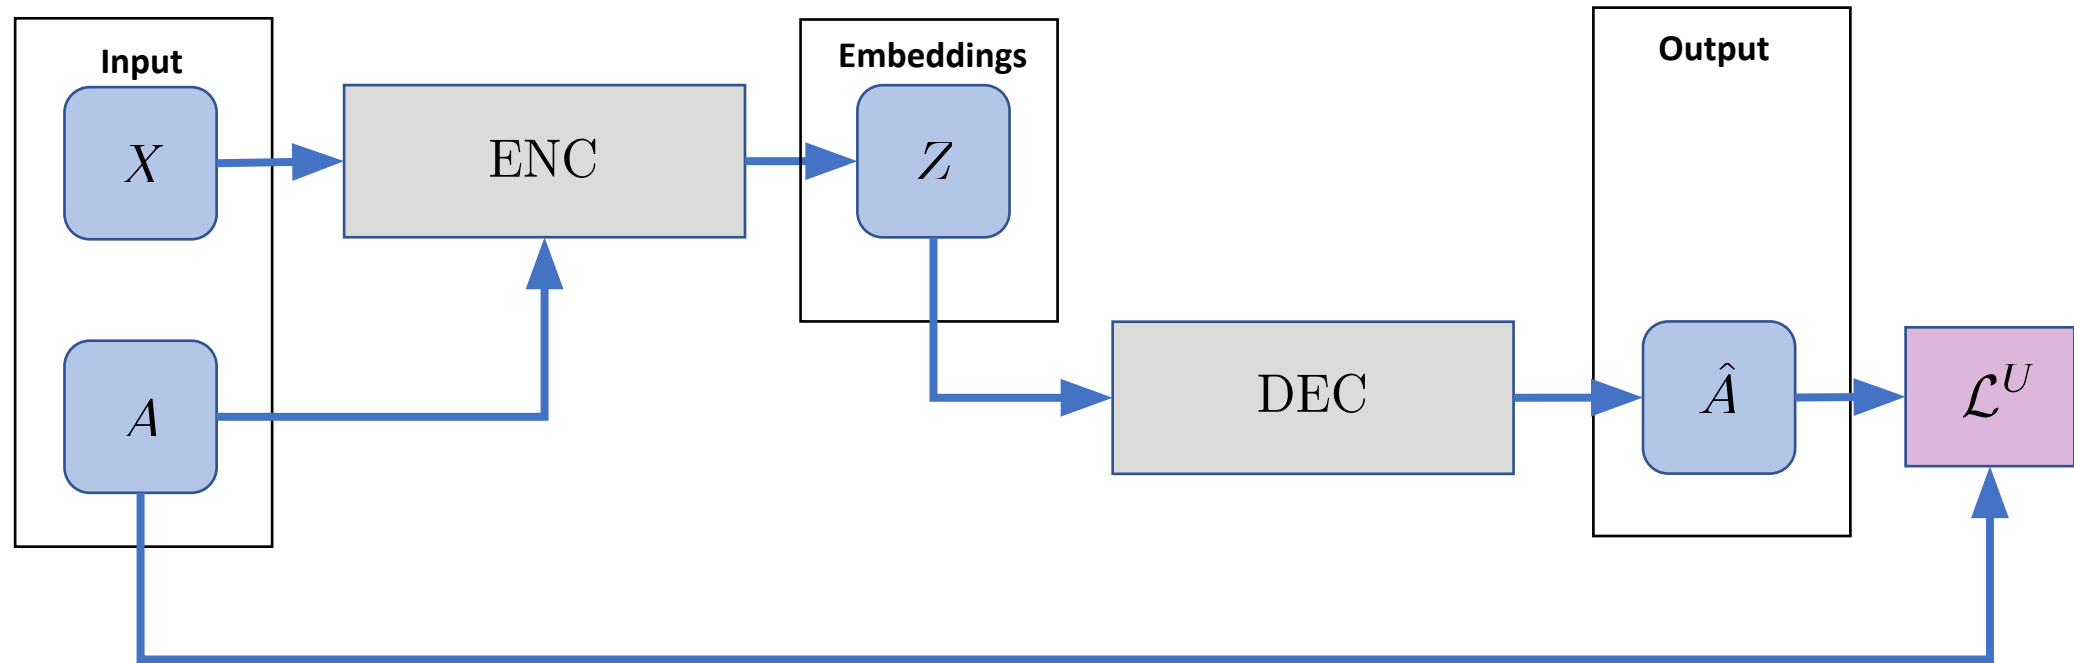 Input
X
A
ENC
Embeddings
Z
DEC
Output
Â
ℒ^U